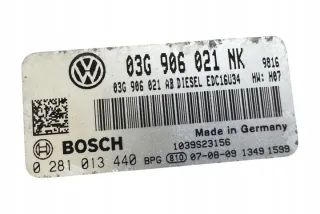 03G 906 021 NK 9816
03G 906 021 AB DIESEL EDC16U34 HW: H07
Made in Germany
BOSCH 1039S23156
0 281 013 440 BPG 810 07-08-09 1349 1599